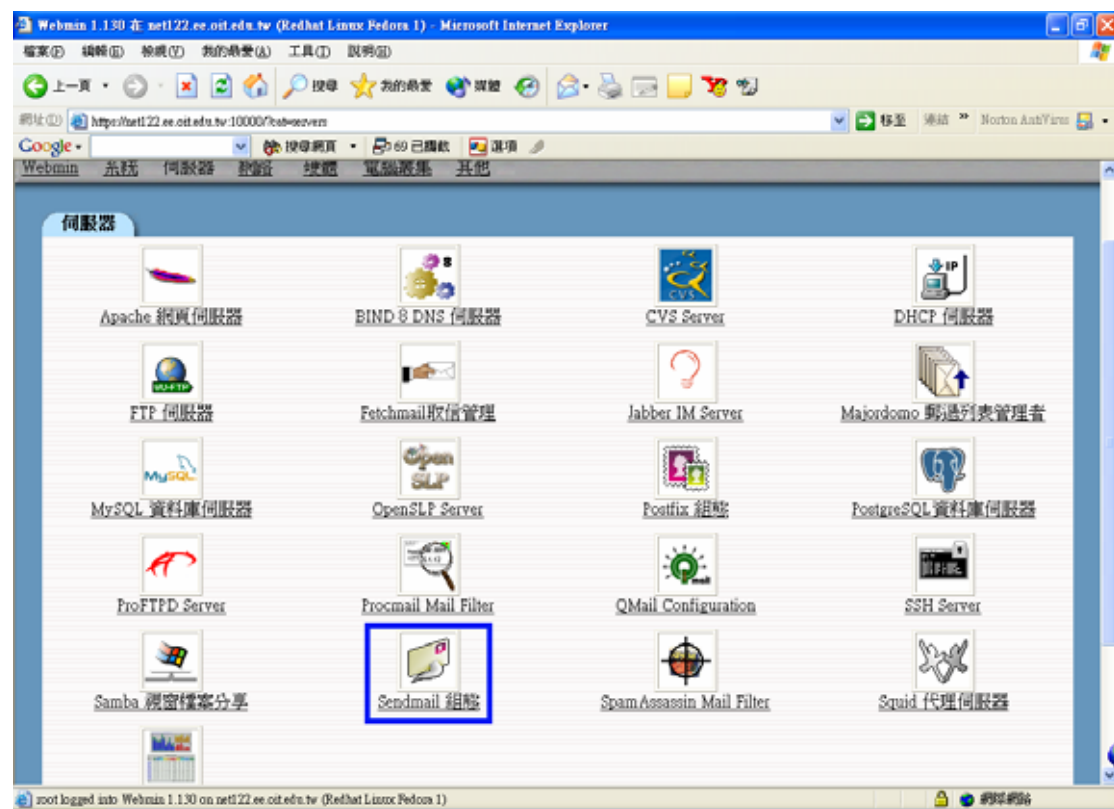 Webmin 1.130 在 net122.ee.oit.edu.tw (Redhat Linux Fedora 1) - Microsoft Internet Explorer
檔案(F) 編輯(E) 檢視(V) 我的最愛(A) 工具(T) 說明(H)
上一頁 搜尋 我的最愛 媒體
網址(D) https://net122.ee.oit.edu.tw:10000/?cat=servers 移至 連結 » Norton AntiVirus
Google 搜尋網頁 69 已攔截 選項
Webmin 系統 伺服器 網路 硬體 電腦叢集 其他
伺服器
8
CVS
IP
Apache 網頁伺服器 BIND 8 DNS 伺服器 CVS Server DHCP 伺服器
WU-FTP
FTP 伺服器 Fetchmail取信管理 Jabber IM Server Majordomo 郵遞列表管理者
MySQL
Open SLP
MySQL 資料庫伺服器 OpenSLP Server Postfix 組態 PostgreSQL資料庫伺服器
Qmail
ProFTPD Server Procmail Mail Filter QMail Configuration SSH Server
Samba 視窗檔案分享 Sendmail 組態 SpamAssassin Mail Filter Squid 代理伺服器
root logged into Webmin 1.130 on net122.ee.oit.edu.tw (Redhat Linux Fedora 1) 網際網路